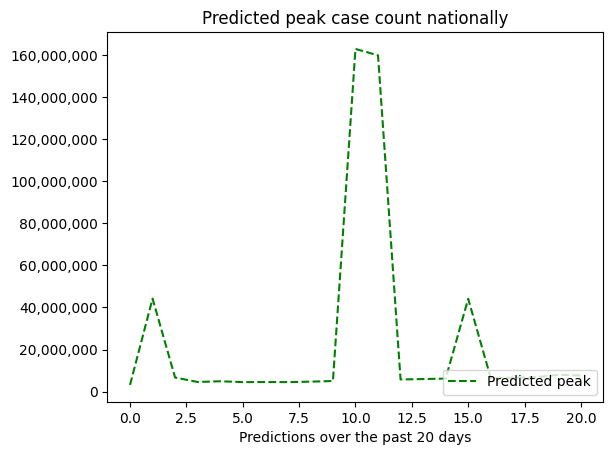 Predicted peak case count nationally
160,000,000
140,000,000
120,000,000
100,000,000
80,000,000
60,000,000
40,000,000
20,000,000
0
Predicted peak
0.0 2.5 5.0 7.5 10.0 12.5 15.0 17.5 20.0
Predictions over the past 20 days